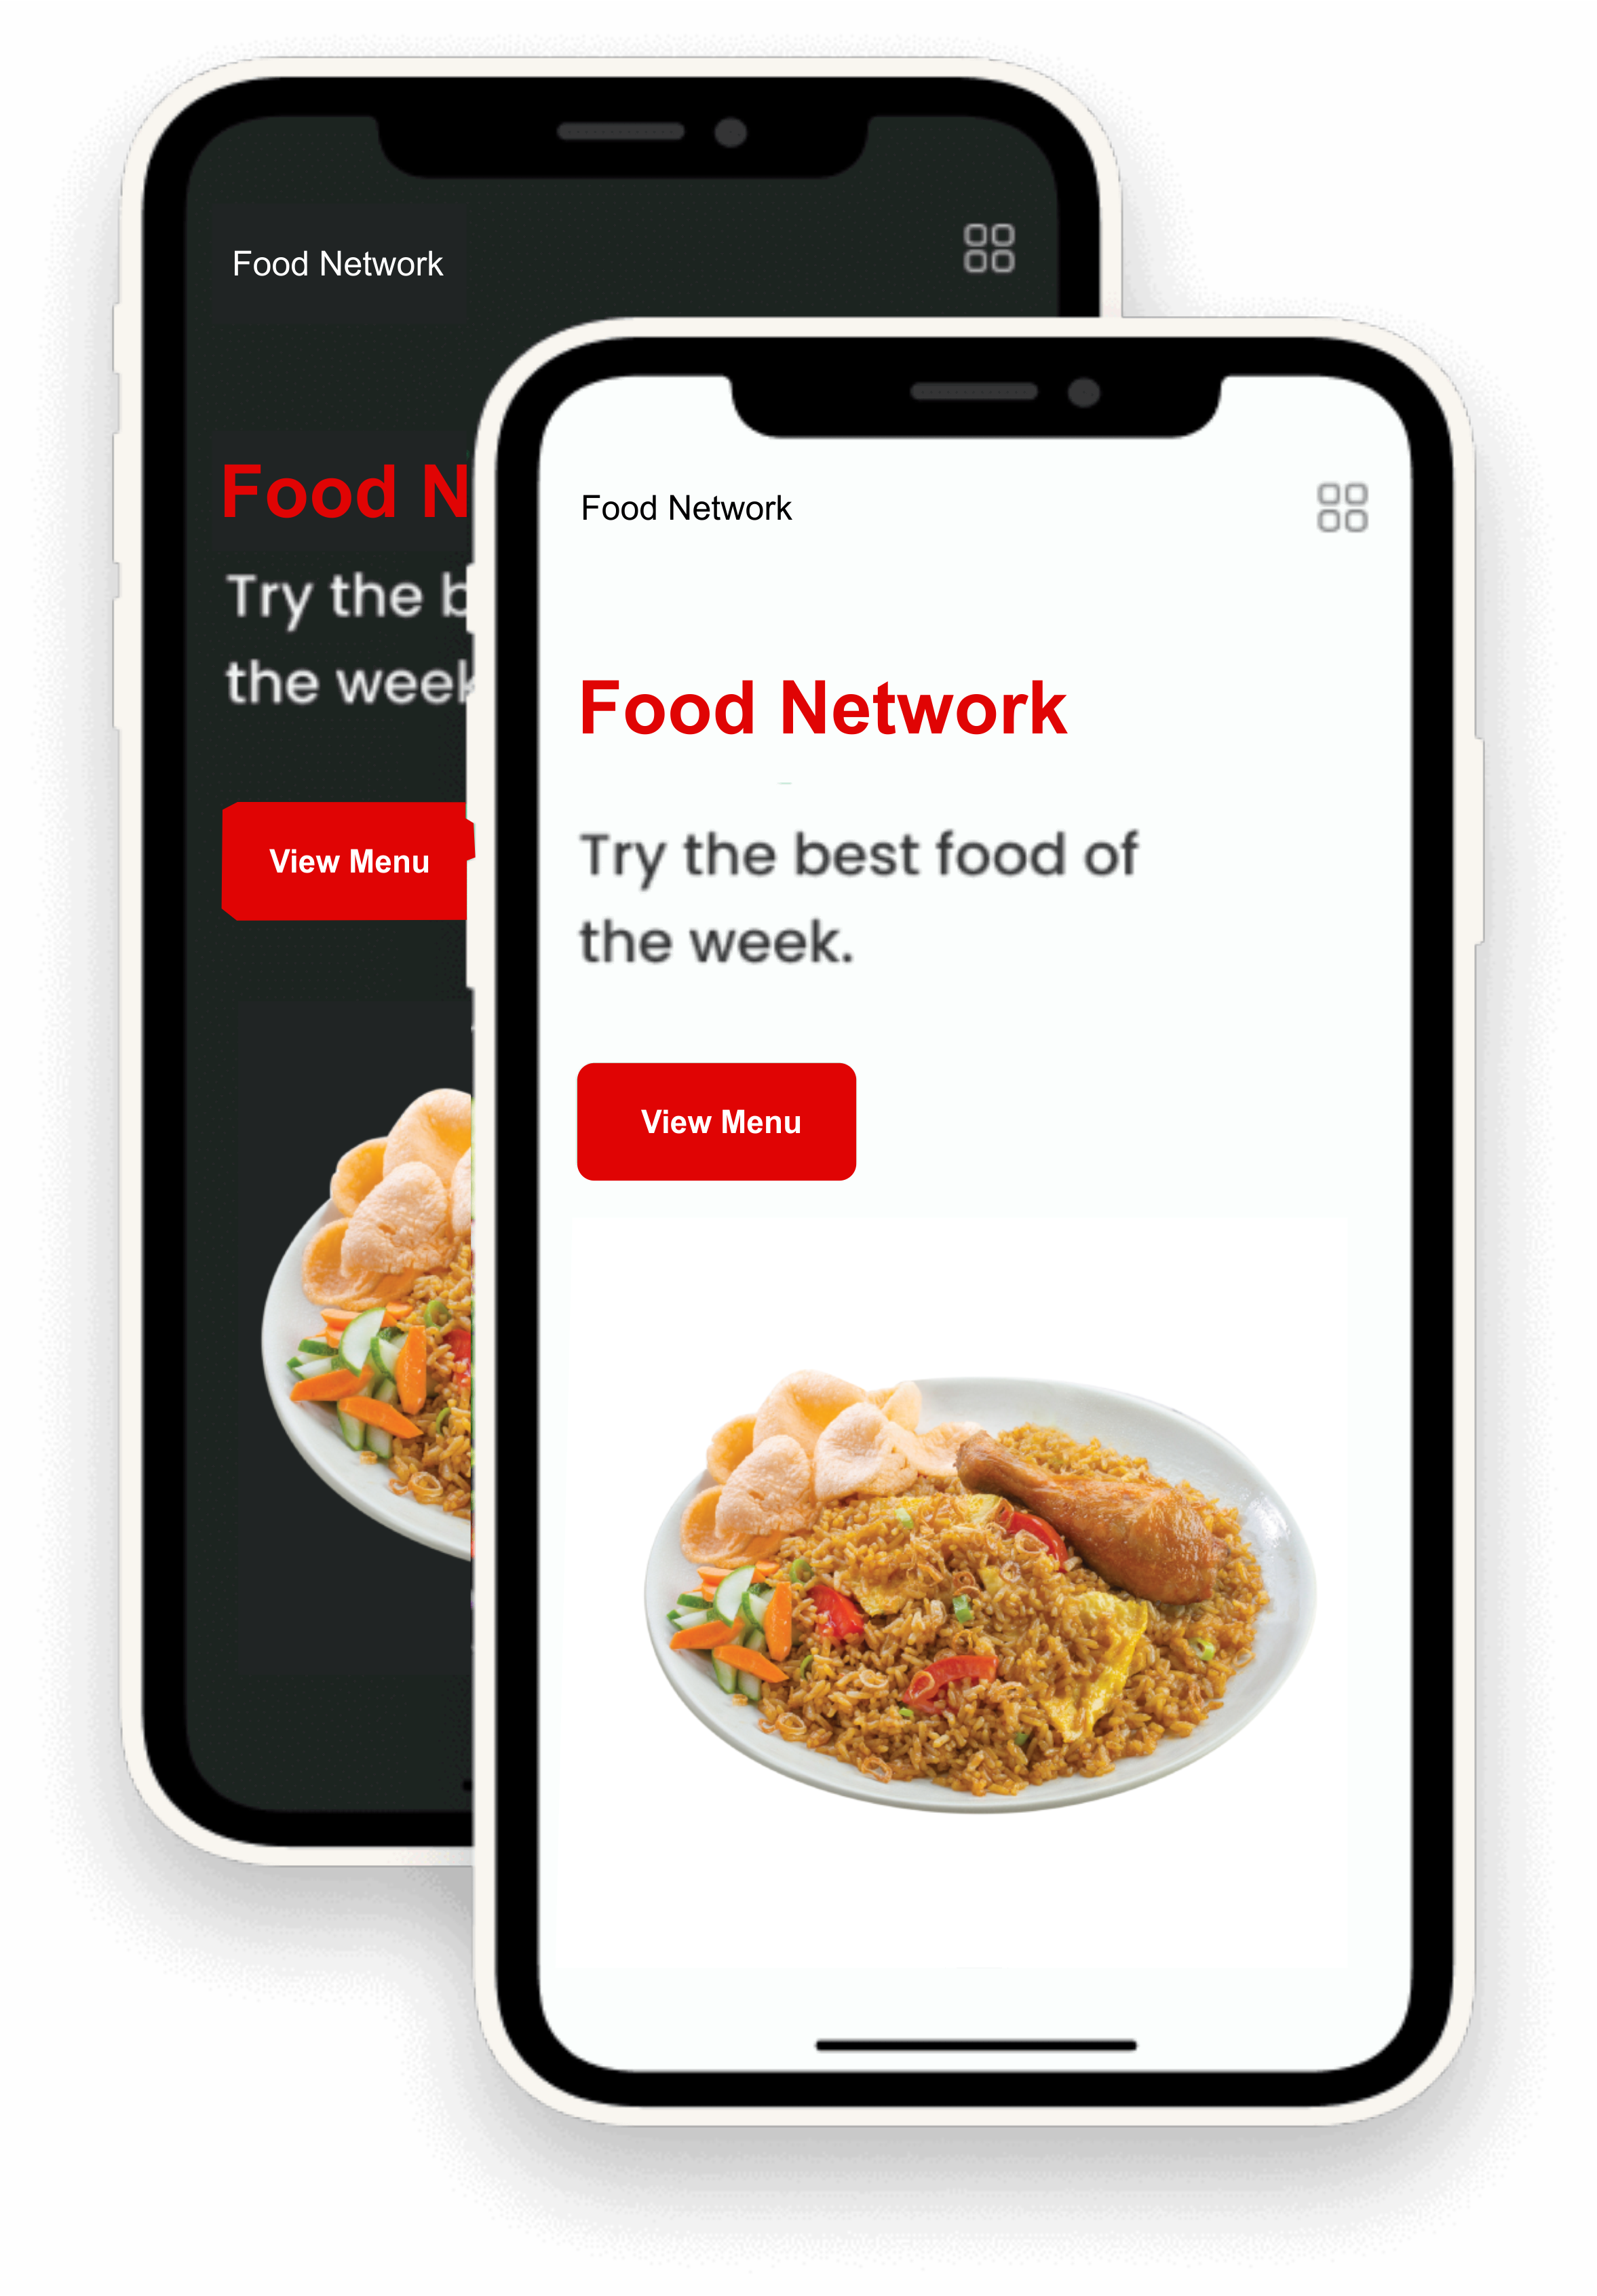 Food Network
Food N
Try the b
the week
View Menu
Food Network
Food Network
Try the best food of
the week.
View Menu